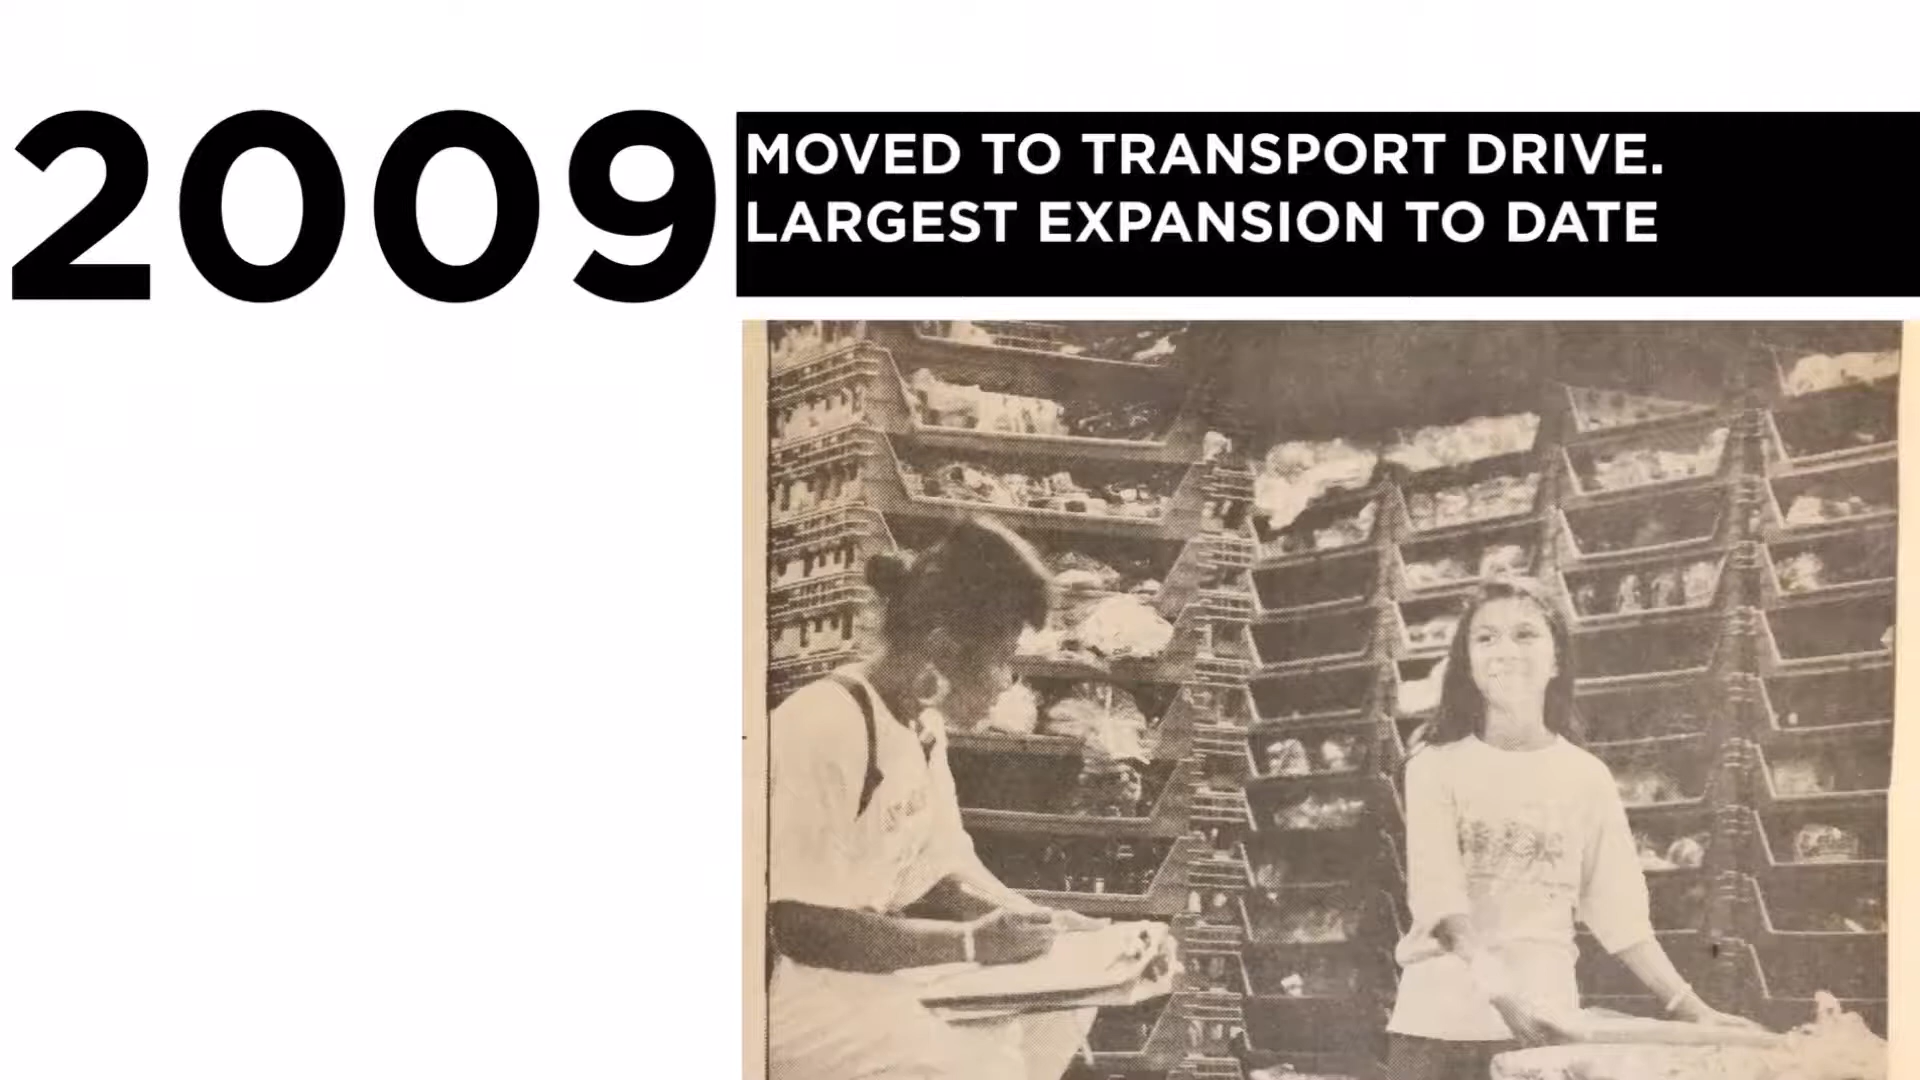 2009
MOVED TO TRANSPORT DRIVE.
LARGEST EXPANSION TO DATE